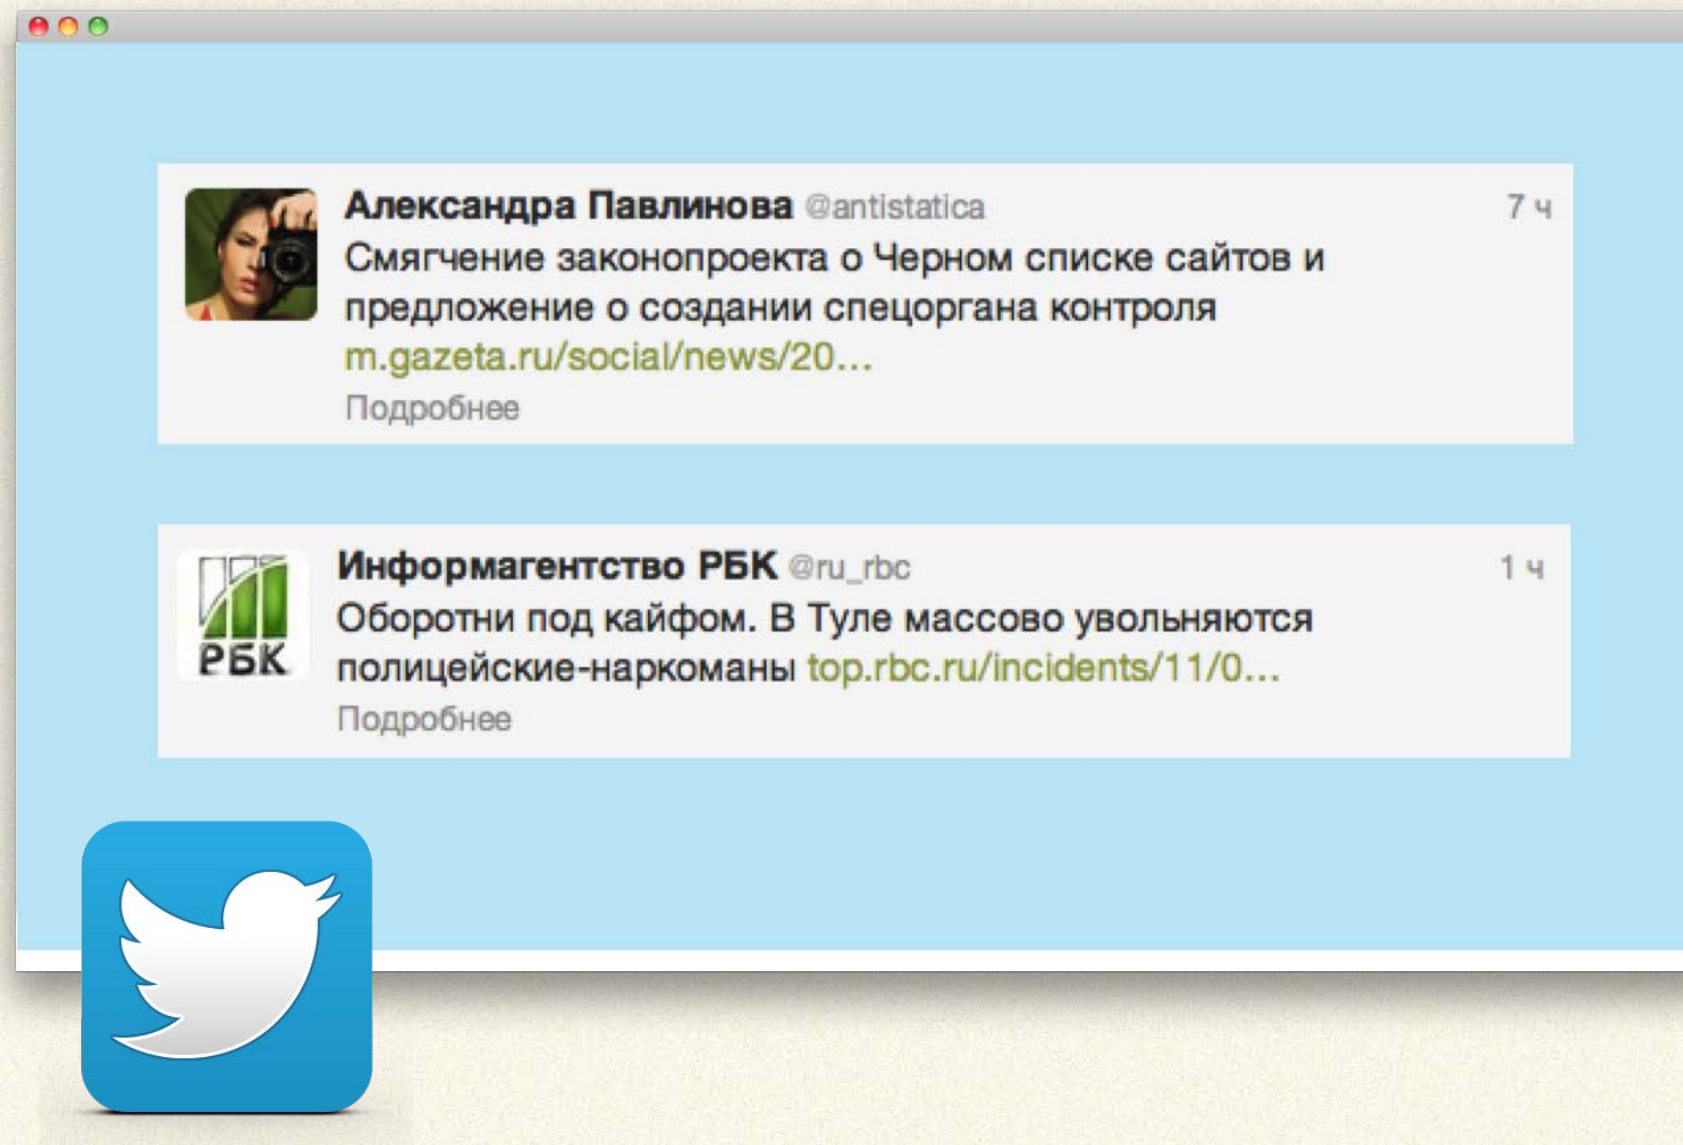 Александра Павлинова @antistatica 7 ч
Смягчение законопроекта о Черном списке сайтов и
предложение о создании спецоргана контроля
m.gazeta.ru/social/news/20...
Подробнее
Информагентство РБК @ru_rbc 1 ч
Оборотни под кайфом. В Туле массово увольняются
полицейские-наркоманы top.rbc.ru/incidents/11/0...
Подробнее
РБК